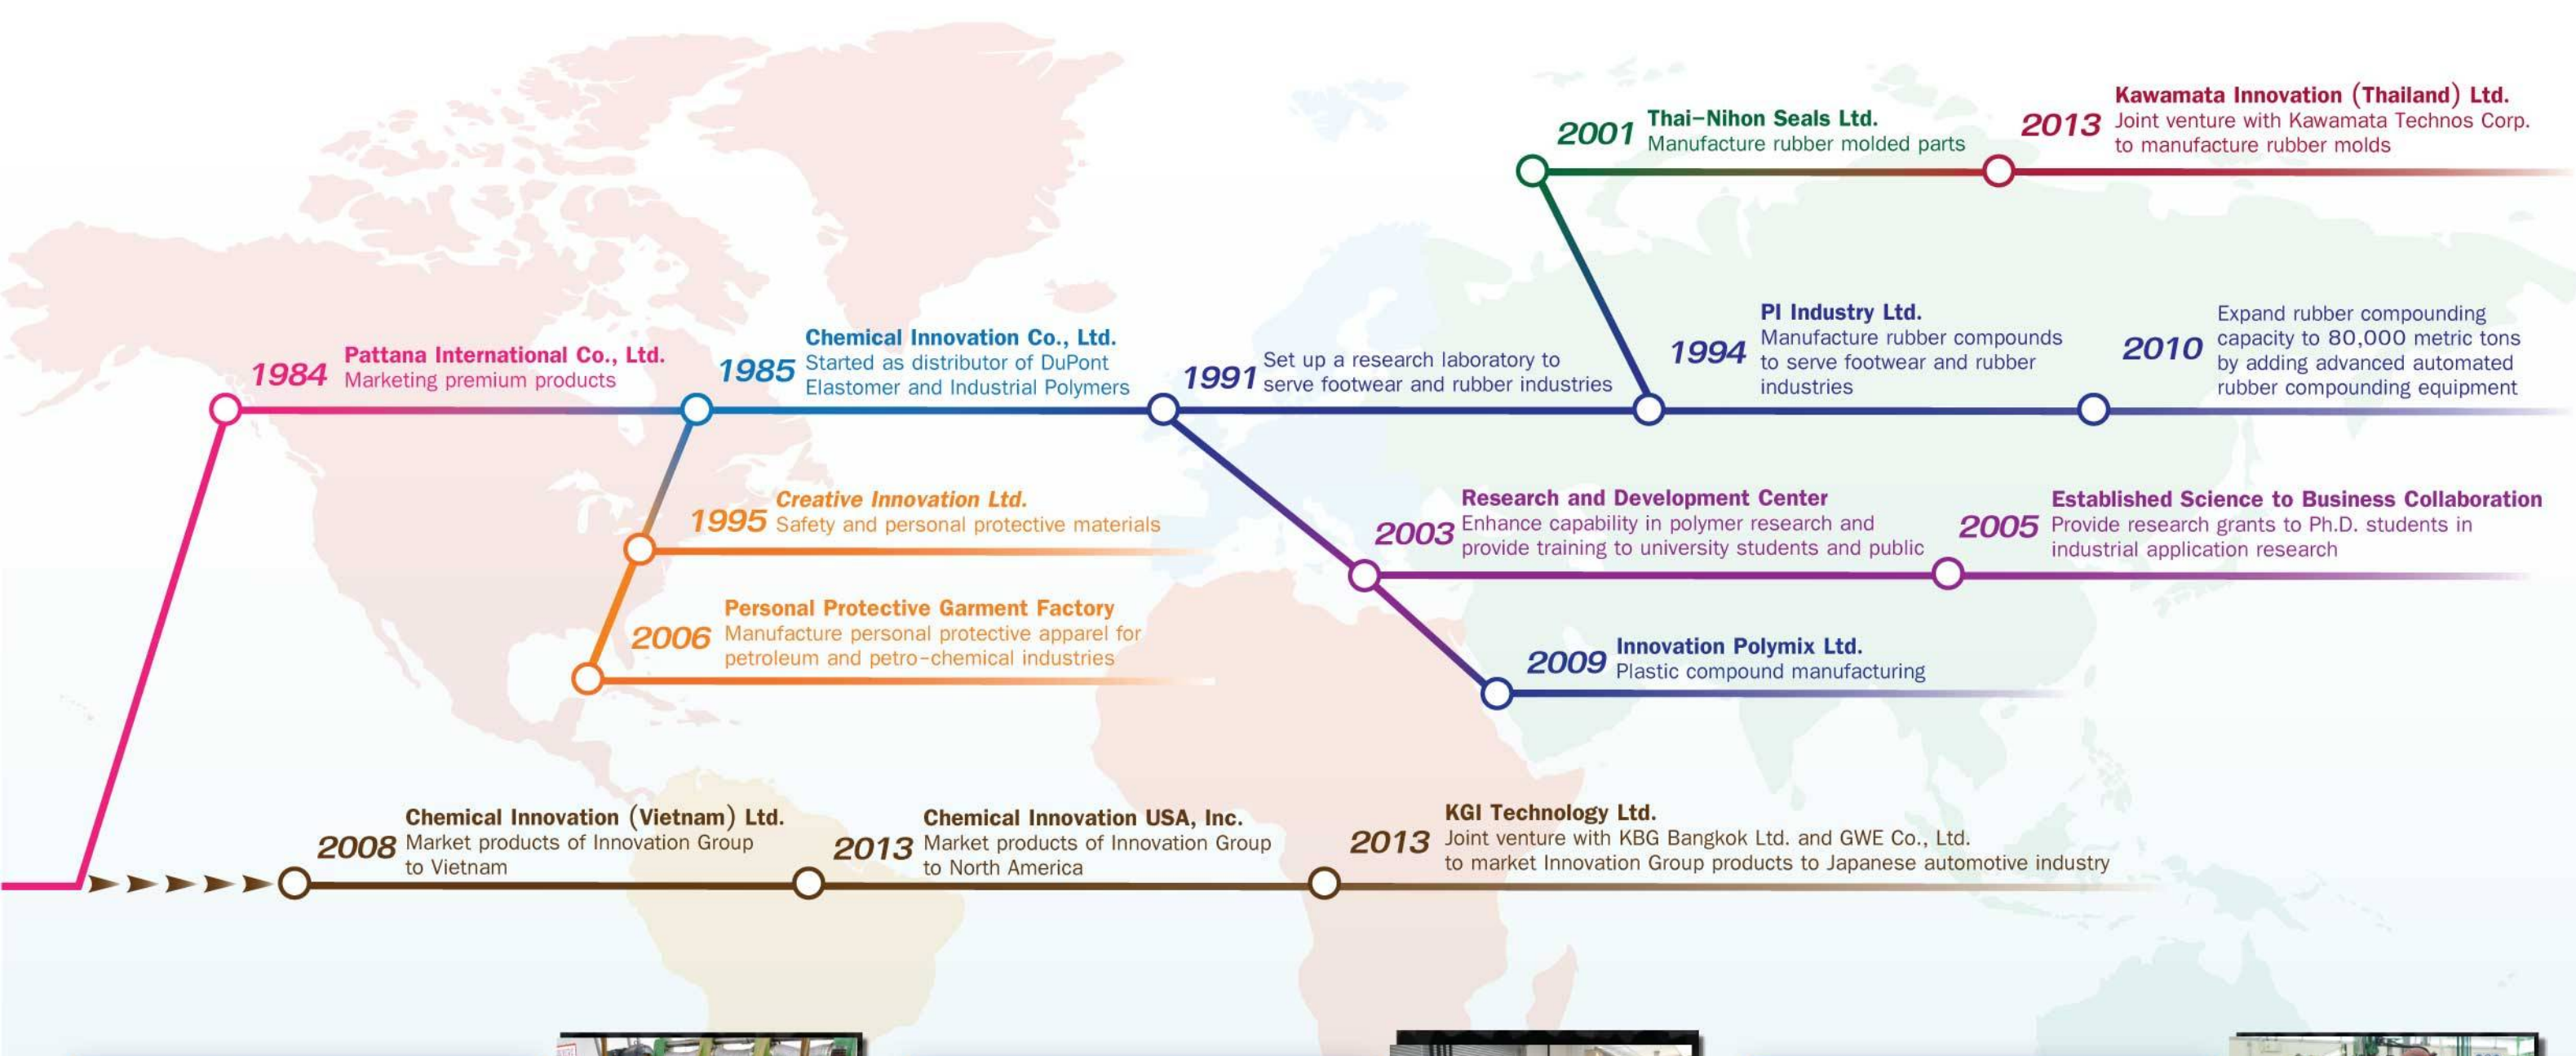 2001
Thai-Nihon Seals Ltd.
Manufacture rubber molded parts
2013
Kawamata Innovation (Thailand) Ltd.
Joint venture with Kawamata Technos Corp.
to manufacture rubber molds
1984
Pattana International Co., Ltd.
Marketing premium products
1985
Chemical Innovation Co., Ltd.
Started as distributor of DuPont
Elastomer and Industrial Polymers
1991
Set up a research laboratory to
serve footwear and rubber industries
1994
PI Industry Ltd.
Manufacture rubber compounds
to serve footwear and rubber
industries
2010
Expand rubber compounding
capacity to 80,000 metric tons
by adding advanced automated
rubber compounding equipment
1995
Creative Innovation Ltd.
Safety and personal protective materials
2003
Research and Development Center
Enhance capability in polymer research and
provide training to university students and public
2005
Established Science to Business Collaboration
Provide research grants to Ph.D. students in
industrial application research
2006
Personal Protective Garment Factory
Manufacture personal protective apparel for
petroleum and petro-chemical industries
2009
Innovation Polymix Ltd.
Plastic compound manufacturing
2008
Chemical Innovation (Vietnam) Ltd.
Market products of Innovation Group
to Vietnam
2013
Chemical Innovation USA, Inc.
Market products of Innovation Group
to North America
2013
KGI Technology Ltd.
Joint venture with KBG Bangkok Ltd. and GWE Co., Ltd.
to market Innovation Group products to Japanese automotive industry